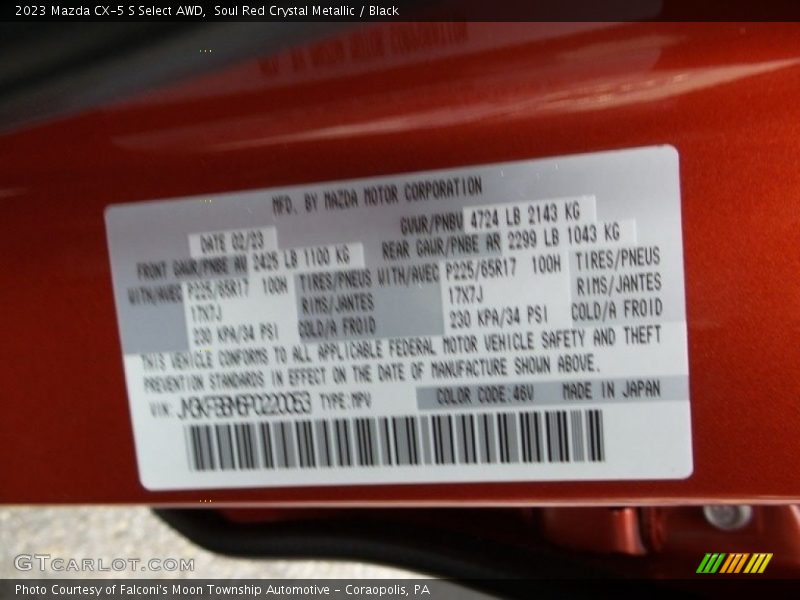 2023 Mazda CX-5 S Select AWD,  Soul Red Crystal Metallic / Black
MFD. BY MAZDA MOTOR CORPORATION
DATE 02/23 GVWR/PNBV 4724 LB 2143 KG
FRONT GAWR/PNBE AV 2425 LB 1100 KG REAR GAWR/PNBE AR 2299 LB 1043 KG
WITH/AVEC P225/65R17 100H TIRES/PNEUS WITH/AVEC P225/65R17 100H TIRES/PNEUS
17X7J RIMS/JANTES 17X7J RIMS/JANTES
230 KPA/34 PSI COLD/A FROID 230 KPA/34 PSI COLD/A FROID
THIS VEHICLE CONFORMS TO ALL APPLICABLE FEDERAL MOTOR VEHICLE SAFETY AND THEFT
PREVENTION STANDARDS IN EFFECT ON THE DATE OF MANUFACTURE SHOWN ABOVE.
VIN: TYPE:MPV COLOR CODE:46V MADE IN JAPAN
GTCARLOT.COM
Photo Courtesy of Falconi's Moon Township Automotive - Coraopolis, PA